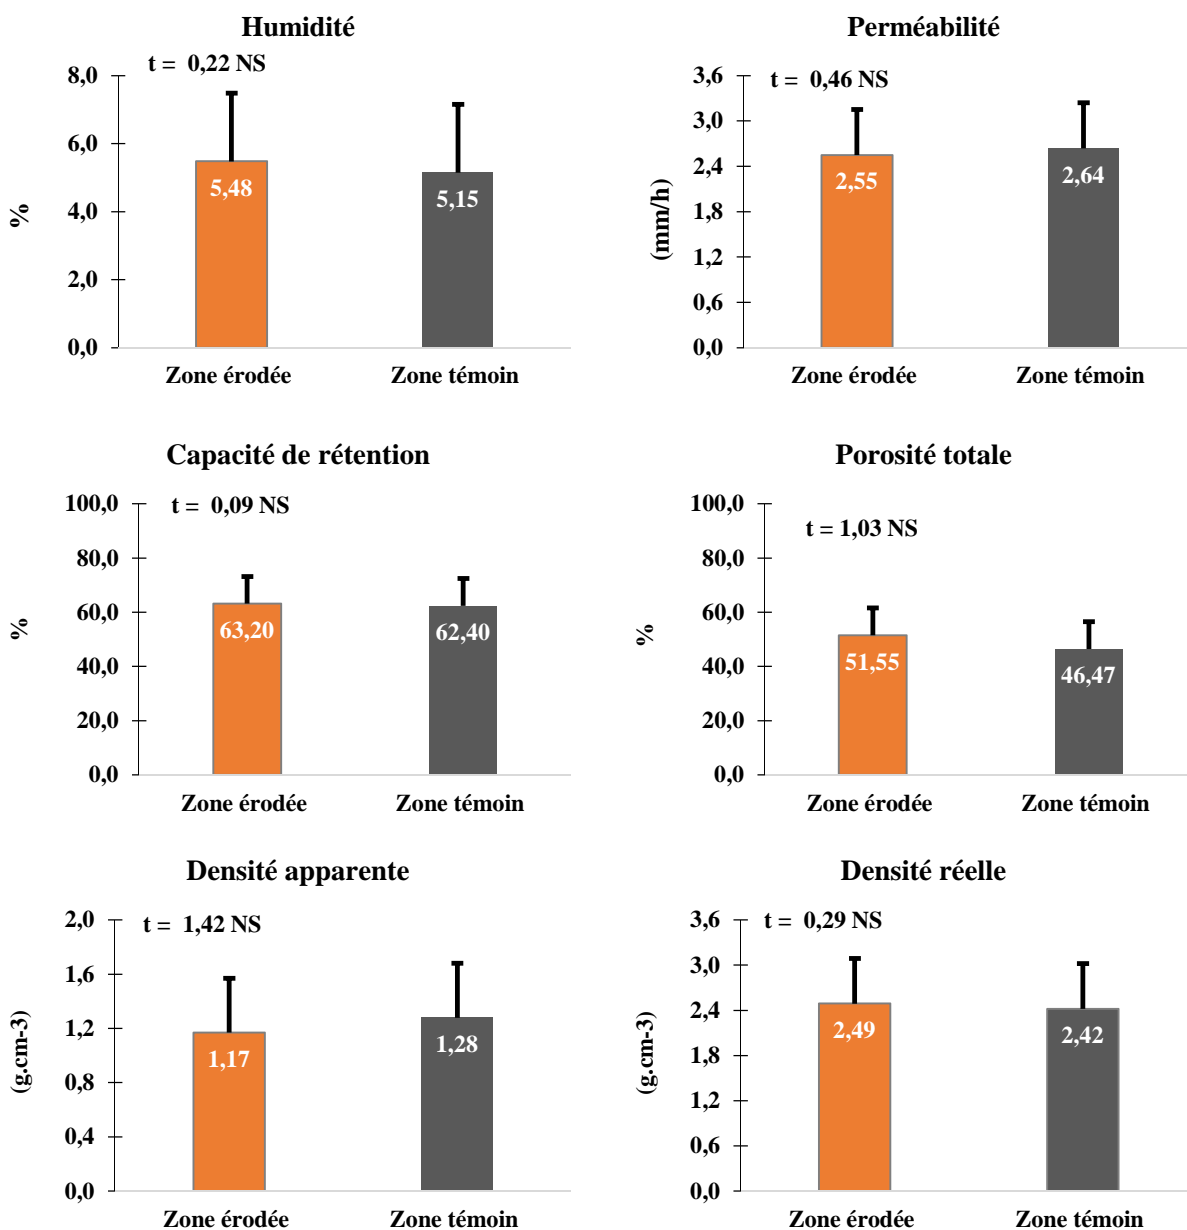 Humidité
t =  0,22 NS
8,0
6,0
4,0
2,0
0,0
%
5,48
5,15
Zone érodée
Zone témoin
Perméabilité
t =  0,46 NS
3,6
3,0
2,4
1,8
1,2
0,6
0,0
(mm/h)
2,55
2,64
Zone érodée
Zone témoin
Capacité de rétention
t =  0,09 NS
100,0
80,0
60,0
40,0
20,0
0,0
%
63,20
62,40
Zone érodée
Zone témoin
Porosité totale
t = 1,03 NS
100,0
80,0
60,0
40,0
20,0
0,0
%
51,55
46,47
Zone érodée
Zone témoin
Densité apparente
t =  1,42 NS
2,0
1,6
1,2
0,8
0,4
0,0
(g.cm-3)
1,17
1,28
Zone érodée
Zone témoin
Densité réelle
t =  0,29 NS
3,6
3,0
2,4
1,8
1,2
0,6
0,0
(g.cm-3)
2,49
2,42
Zone érodée
Zone témoin